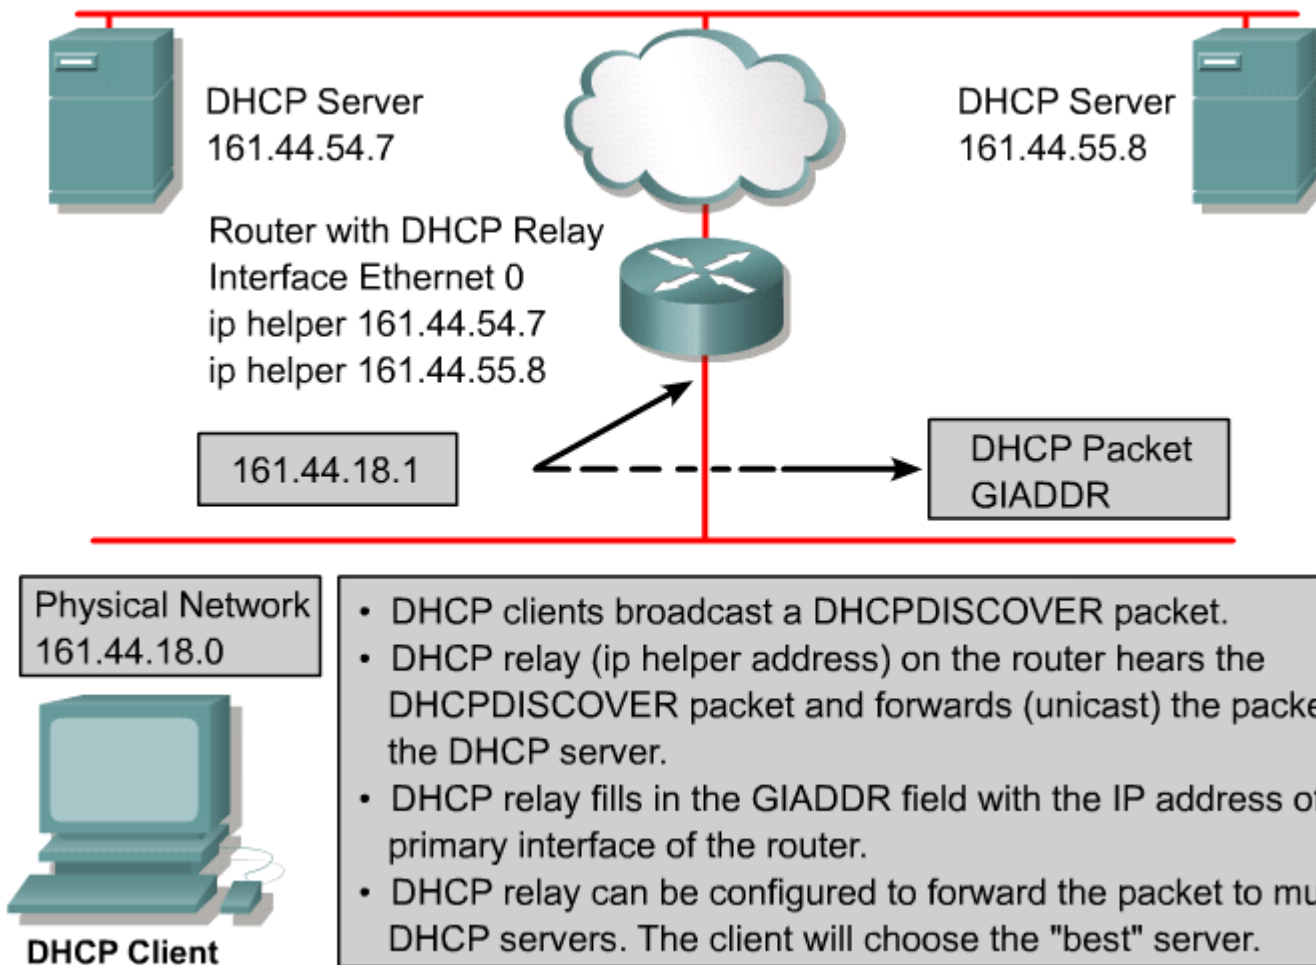 DHCP Server
161.44.54.7
DHCP Server
161.44.55.8
Router with DHCP Relay
Interface Ethernet 0
ip helper 161.44.54.7
ip helper 161.44.55.8
161.44.18.1
DHCP Packet
GIADDR
Physical Network
161.44.18.0
DHCP Client
• DHCP clients broadcast a DHCPDISCOVER packet.
• DHCP relay (ip helper address) on the router hears the
DHCPDISCOVER packet and forwards (unicast) the packe
the DHCP server.
• DHCP relay fills in the GIADDR field with the IP address of
primary interface of the router.
• DHCP relay can be configured to forward the packet to mu
DHCP servers. The client will choose the "best" server.